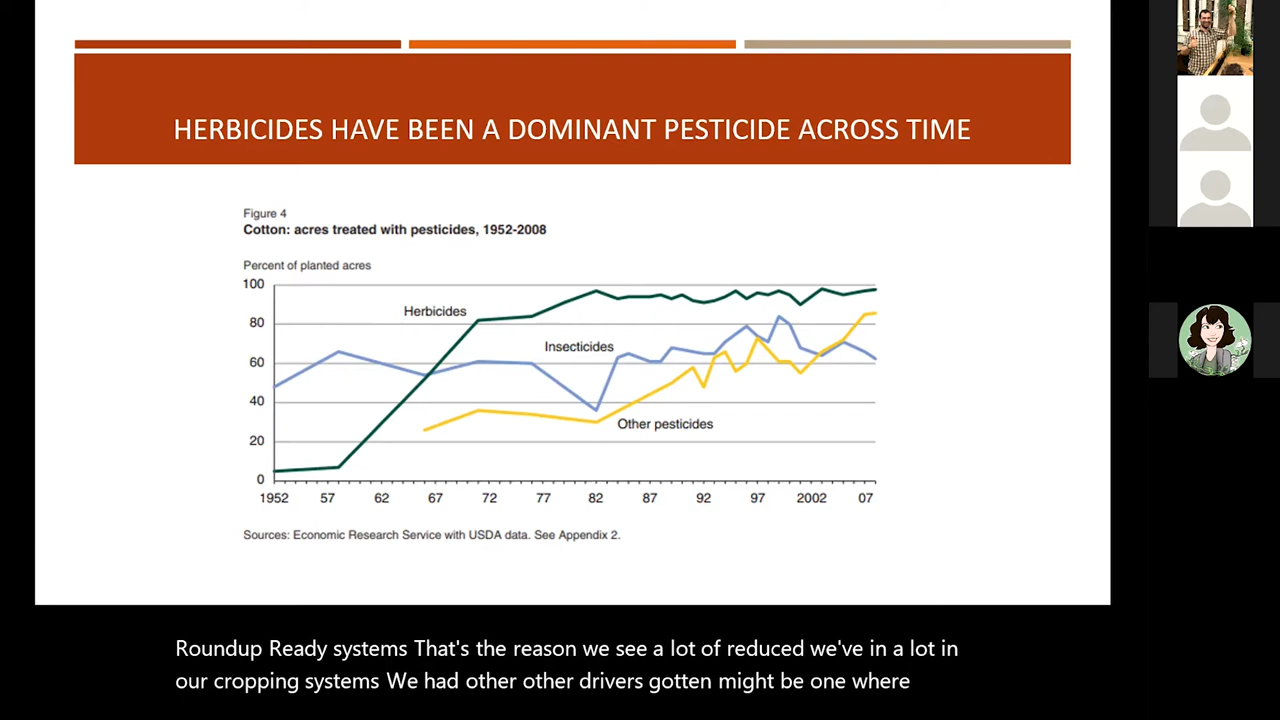 HERBICIDES HAVE BEEN A DOMINANT PESTICIDE ACROSS TIME
Figure 4
Cotton: acres treated with pesticides, 1952-2008
Percent of planted acres
100
80
60
40
20
0
Herbicides
Insecticides
Other pesticides
1952 57 62 67 72 77 82 87 92 97 2002 07
Sources: Economic Research Service with USDA data. See Appendix 2.
Roundup Ready systems That's the reason we see a lot of reduced we've in a lot in
our cropping systems We had other other drivers gotten might be one where